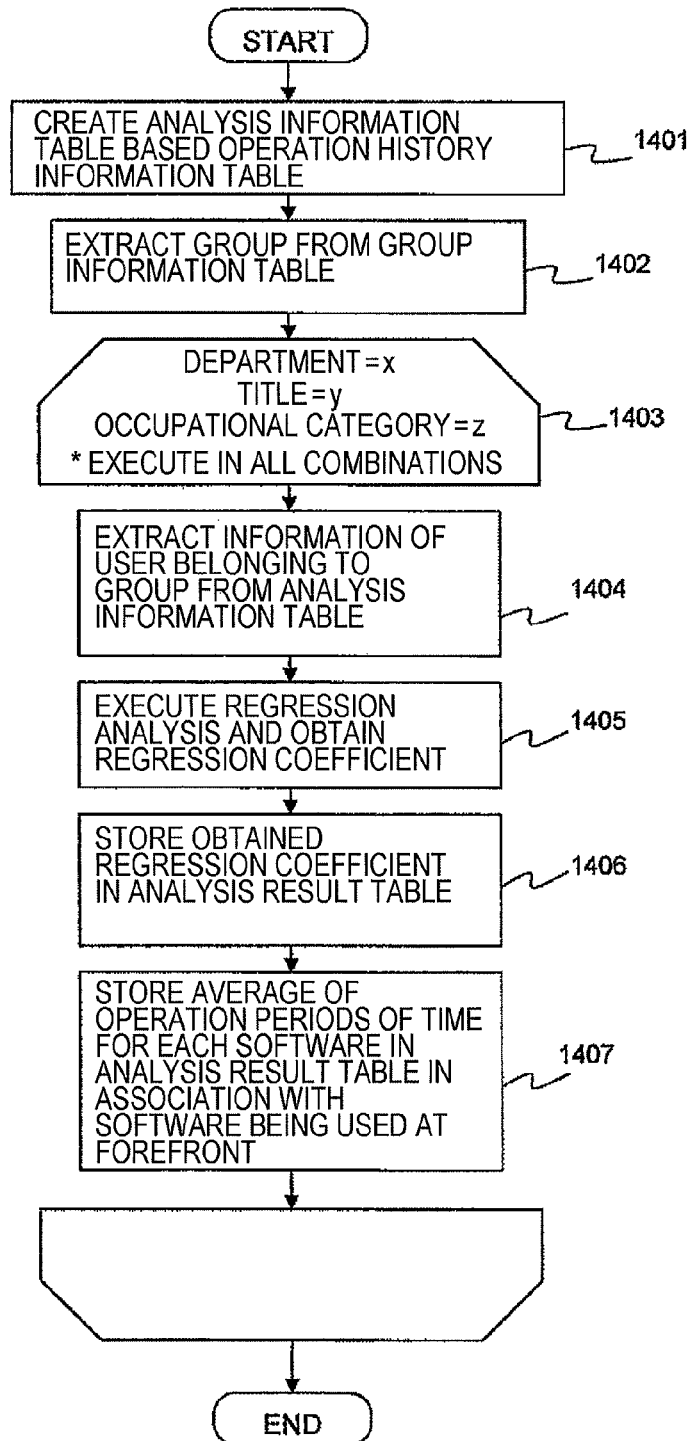 START
CREATE ANALYSIS INFORMATION
TABLE BASED OPERATION HISTORY
INFORMATION TABLE
1401
EXTRACT GROUP FROM GROUP
INFORMATION TABLE
1402
DEPARTMENT=x
TITLE=y
OCCUPATIONAL CATEGORY=z
* EXECUTE IN ALL COMBINATIONS
1403
EXTRACT INFORMATION OF
USER BELONGING TO
GROUP FROM ANALYSIS
INFORMATION TABLE
1404
EXECUTE REGRESSION
ANALYSIS AND OBTAIN
REGRESSION COEFFICIENT
1405
STORE OBTAINED
REGRESSION COEFFICIENT
IN ANALYSIS RESULT TABLE
1406
STORE AVERAGE OF
OPERATION PERIODS OF TIME
FOR EACH SOFTWARE IN
ANALYSIS RESULT TABLE IN
ASSOCIATION WITH
SOFTWARE BEING USED AT
FOREFRONT
1407
END